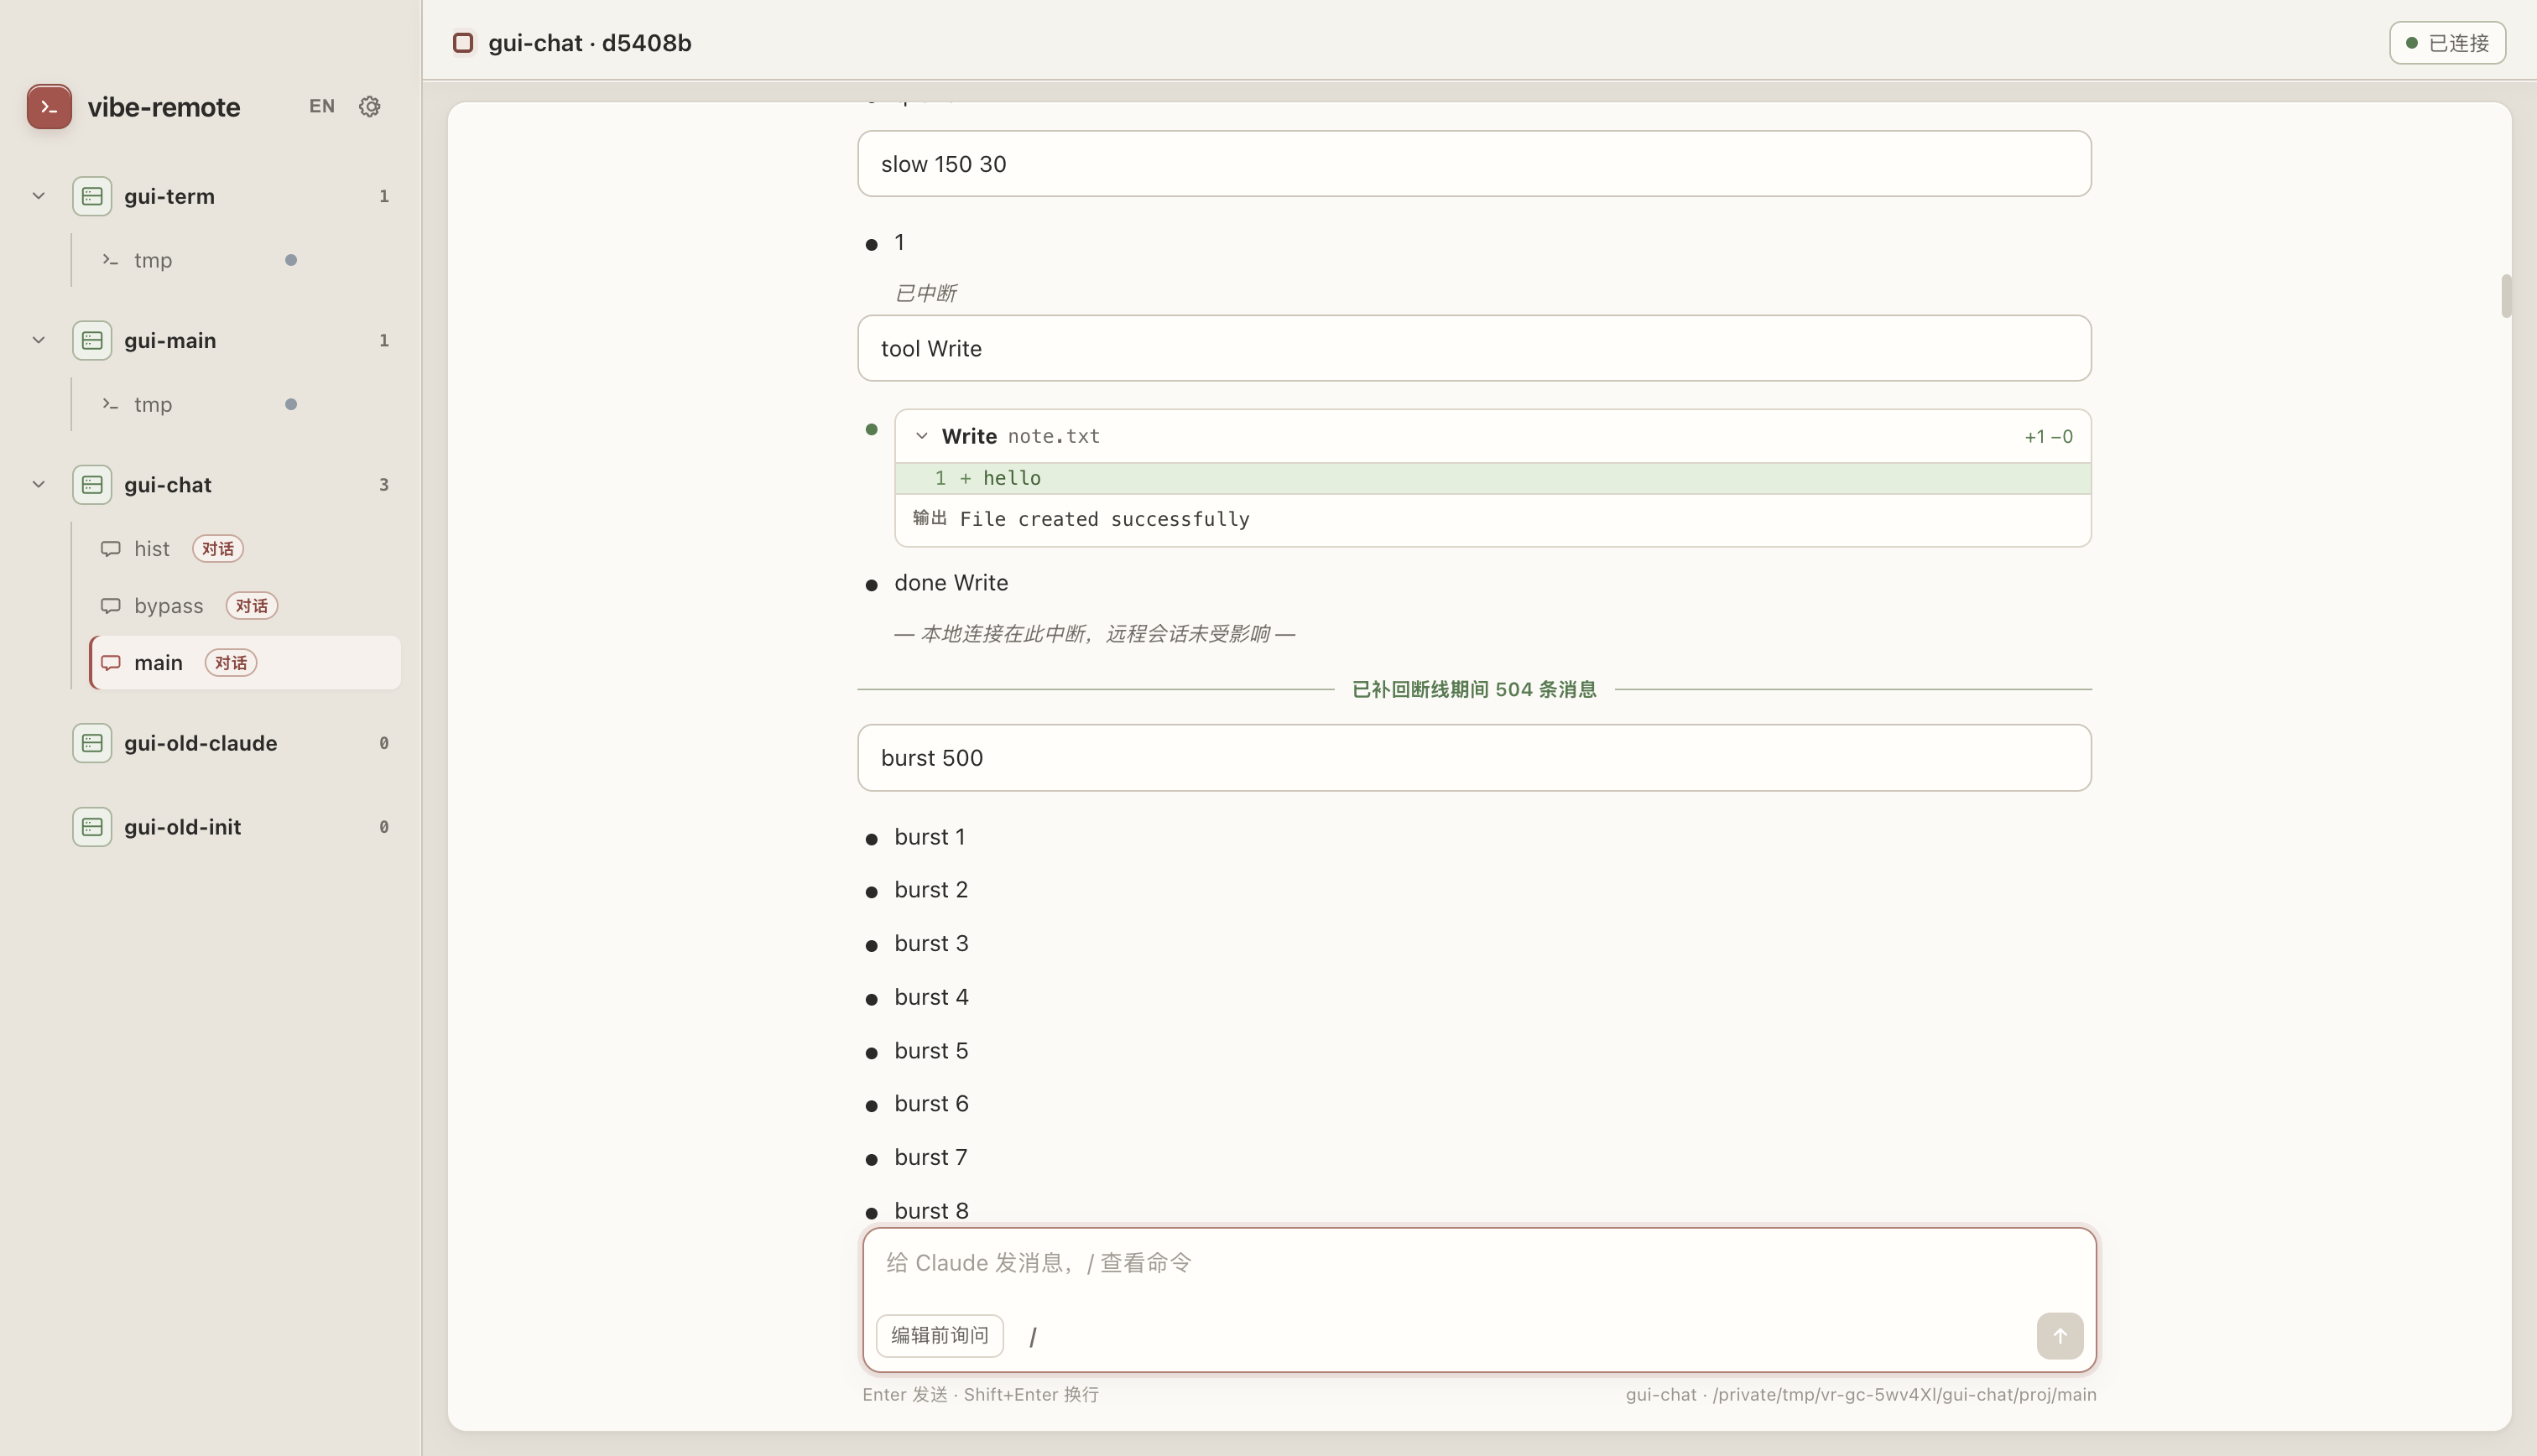 vibe-remote
EN
gui-term
1
tmp
gui-main
1
tmp
gui-chat
3
hist
对话
bypass
对话
main
对话
gui-old-claude
0
gui-old-init
0
gui-chat · d5408b
已连接
slow 150 30
1
已中断
tool Write
Write note.txt
+1 −0
1 + hello
输出 File created successfully
done Write
— 本地连接在此中断，远程会话未受影响 —
已补回断线期间 504 条消息
burst 500
burst 1
burst 2
burst 3
burst 4
burst 5
burst 6
burst 7
burst 8
给 Claude 发消息，/ 查看命令
编辑前询问
/
Enter 发送 · Shift+Enter 换行
gui-chat · /private/tmp/vr-gc-5wv4Xl/gui-chat/proj/main